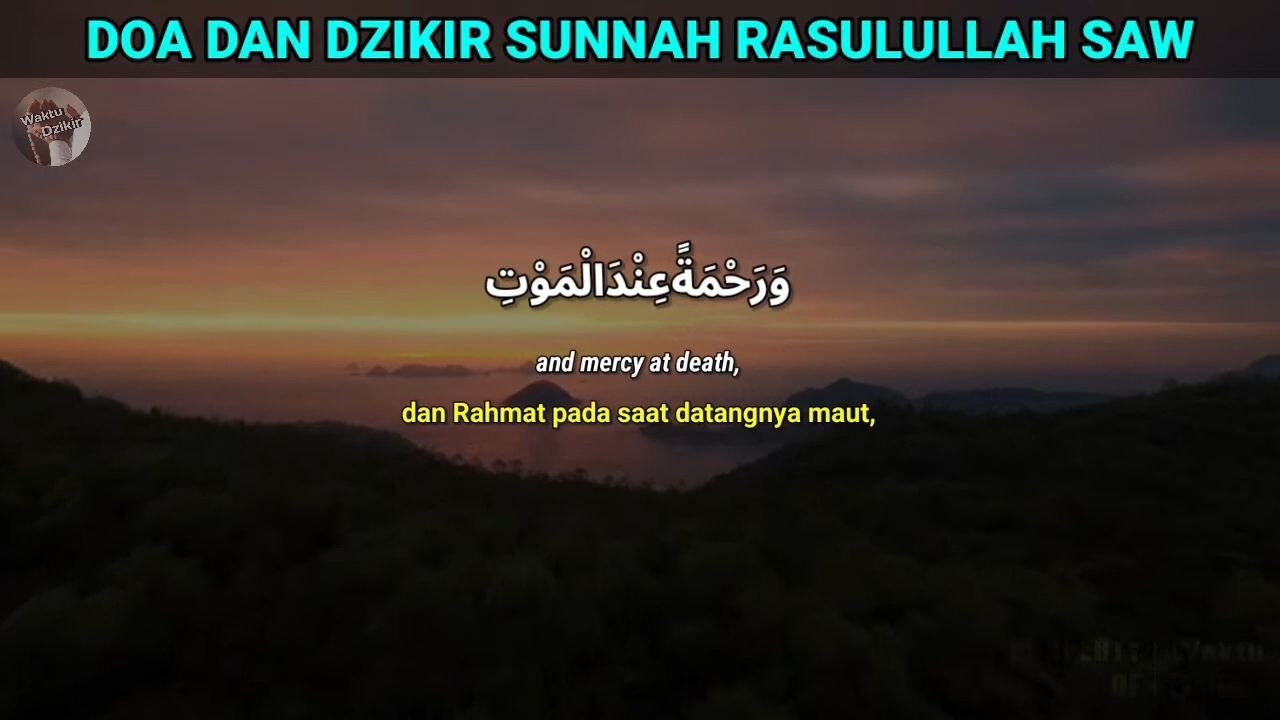 DOA DAN DZIKIR SUNNAH RASULULLAH SAW
Waktu
Dzikir
وَرَحْمَةً عِنْدَالْمَوْتِ
and mercy at death,
dan Rahmat pada saat datangnya maut,